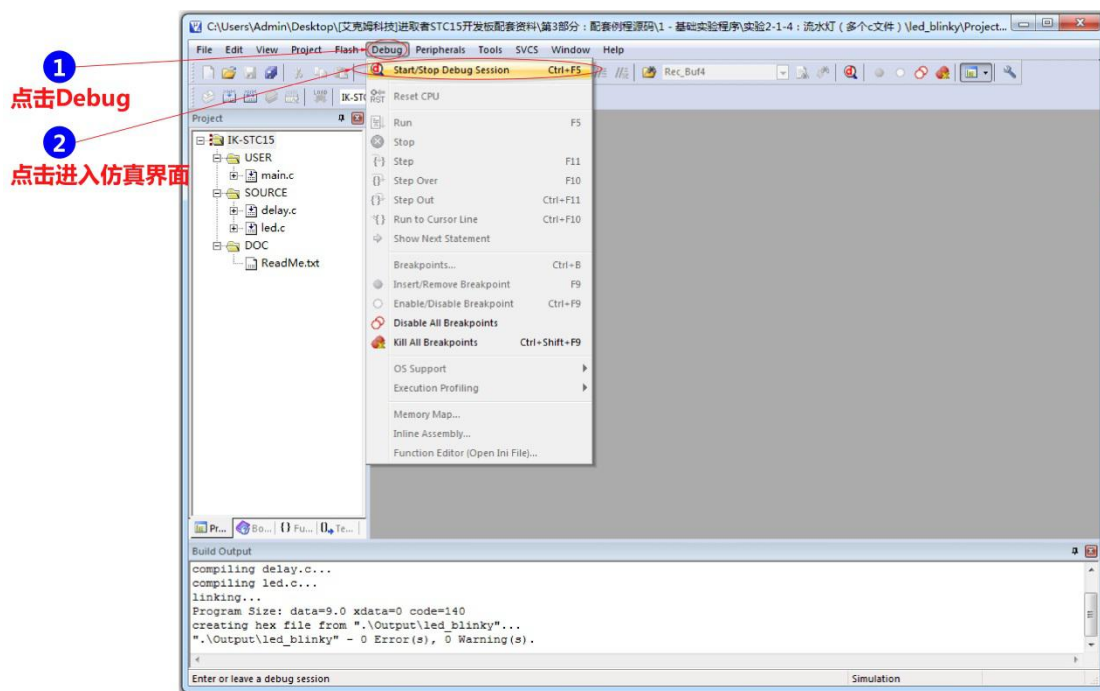 C:\Users\Admin\Desktop\[艾克姆科技]进取者STC15开发板配套资料\第3部分：配套例程源码\1 - 基础实验程序\实验2-1-4：流水灯（多个c文件）\led_blinky\Project...
File Edit View Project Flash Debug Peripherals Tools SVCS Window Help
1
点击Debug
2
点击进入仿真界面
Start/Stop Debug Session Ctrl+F5
Rec_Buf4
IK-STC
Reset CPU
Project
Run F5
IK-STC15
Stop
USER
Step F11
main.c
Step Over F10
SOURCE
Step Out Ctrl+F11
delay.c
Run to Cursor Line Ctrl+F10
led.c
Show Next Statement
DOC
ReadMe.txt
Breakpoints... Ctrl+B
Insert/Remove Breakpoint F9
Enable/Disable Breakpoint Ctrl+F9
Disable All Breakpoints
Kill All Breakpoints Ctrl+Shift+F9
OS Support
Execution Profiling
Memory Map...
Inline Assembly...
Function Editor (Open Ini File)...
Pr... Bo... {} Fu... 0. Te...
Build Output
compiling delay.c...
compiling led.c...
linking...
Program Size: data=9.0 xdata=0 code=140
creating hex file from ".\Output\led_blinky"...
".\Output\led_blinky" - 0 Error(s), 0 Warning(s).
Enter or leave a debug session
Simulation